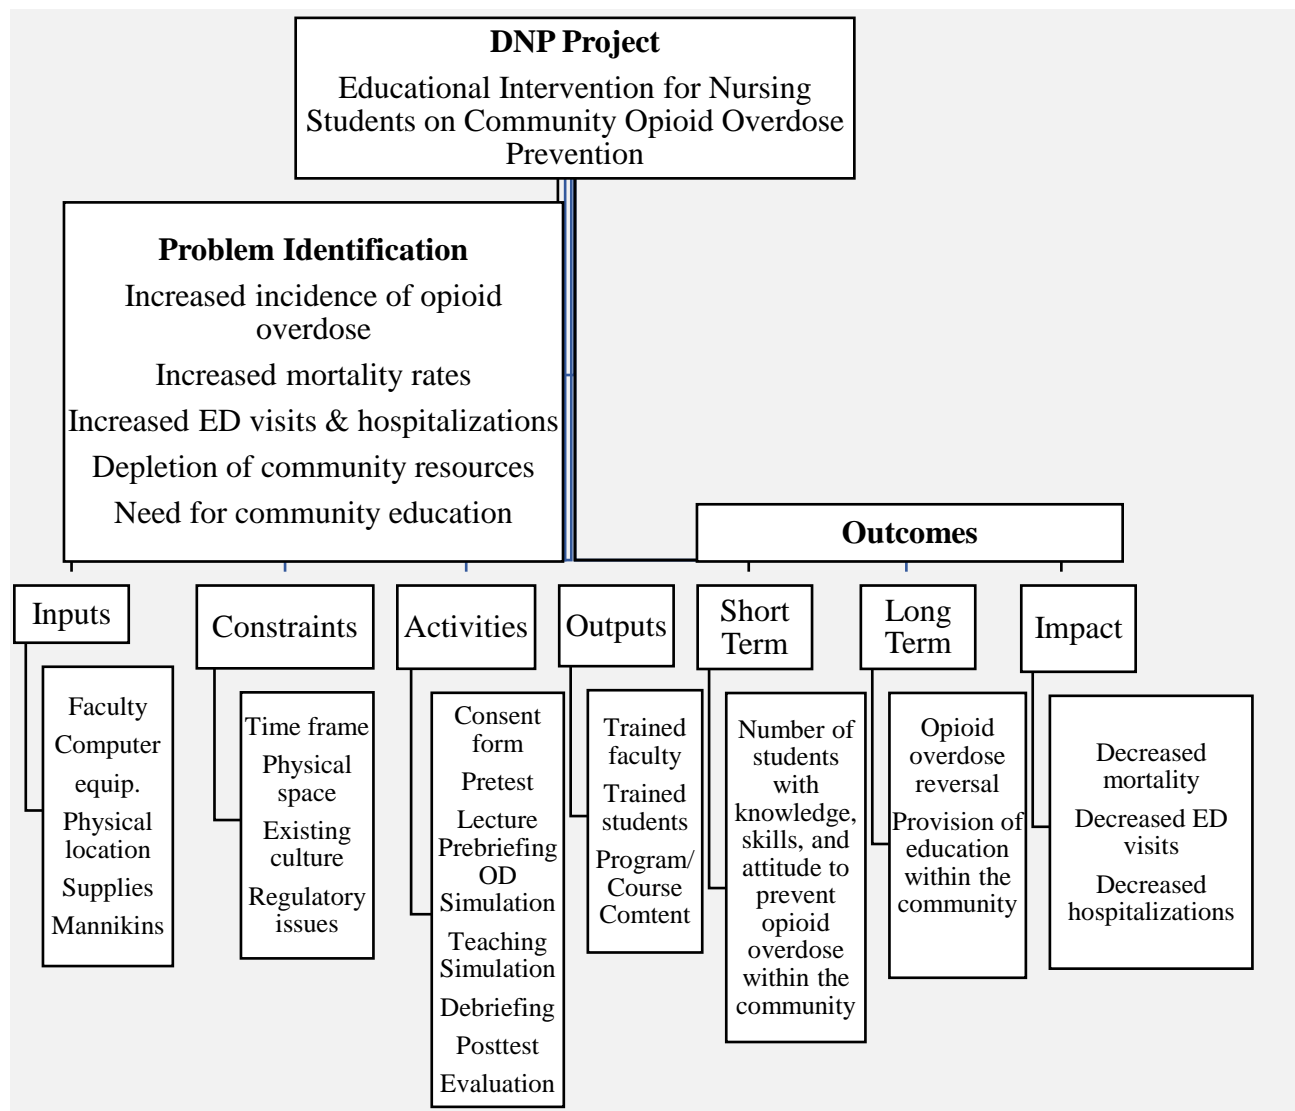 DNP Project
Educational Intervention for Nursing
Students on Community Opioid Overdose
Prevention
Problem Identification
Increased incidence of opioid
overdose
Increased mortality rates
Increased ED visits & hospitalizations
Depletion of community resources
Need for community education
Outcomes
Inputs
Faculty
Computer
equip.
Physical
location
Supplies
Mannikins
Constraints
Time frame
Physical
space
Existing
culture
Regulatory
issues
Activities
Consent
form
Pretest
Lecture
Prebriefing
OD
Simulation
Teaching
Simulation
Debriefing
Posttest
Evaluation
Outputs
Trained
faculty
Trained
students
Program/
Course
Comtent
Short
Term
Number of
students
with
knowledge,
skills, and
attitude to
prevent
opioid
overdose
within the
community
Long
Term
Opioid
overdose
reversal
Provision of
education
within the
community
Impact
Decreased
mortality
Decreased ED
visits
Decreased
hospitalizations